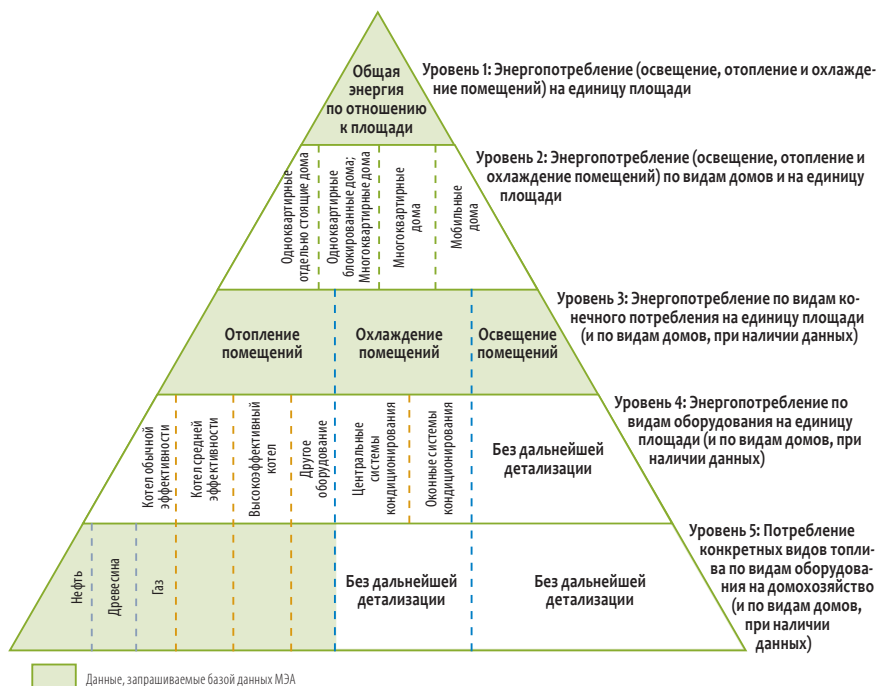 Общая
энергия
по отношению
к площади
Уровень 1: Энергопотребление (освещение, отопление и охлажде-
ние помещений) на единицу площади
Одноквартирные
отдельно стоящие дома
Одноквартирные
блокированные дома;
Многоквартирные дома
Многоквартирные
дома
Мобильные
дома
Уровень 2: Энергопотребление (освещение, отопление и
охлаждение помещений) по видам домов и на единицу
площади
Отопление
помещений
Охлаждение
помещений
Освещение
помещений
Уровень 3: Энергопотребление по видам ко-
нечного потребления на единицу площади
(и по видам домов, при наличии данных)
Котел обычной
эффективности
Котел средней
эффективности
Высокоэффективный
котел
Другое
оборудование
Центральные
системы
кондиционирования
Оконные системы
кондиционирования
Без дальнейшей
детализации
Уровень 4: Энергопотребление по
видам оборудования на единицу
площади (и по видам домов, при
наличии данных)
Нефть
Древесина
Газ
Без дальнейшей
детализации
Без дальнейшей
детализации
Уровень 5: Потребление
конкретных видов топли-
ва по видам оборудова-
ния на домохозяйство
(и по видам домов,
при наличии
данных)
Данные, запрашиваемые базой данных МЭА